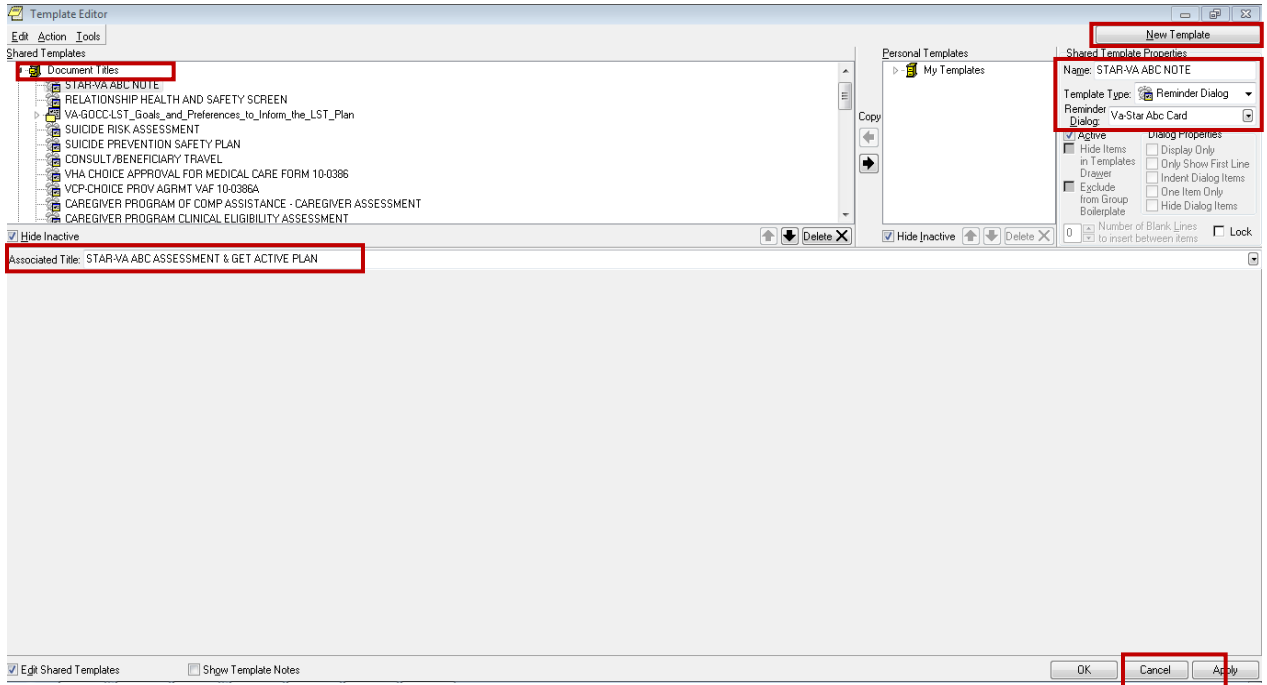 Template Editor
Edit Action Tools
New Template
Shared Templates
Document Titles
STAR-VA ABC NOTE
RELATIONSHIP HEALTH AND SAFETY SCREEN
VA-GOCC-LST_Goals_and_Preferences_to_Inform_the_LST_Plan
SUICIDE RISK ASSESSMENT
SUICIDE PREVENTION SAFETY PLAN
CONSULT/BENEFICIARY TRAVEL
VHA CHOICE APPROVAL FOR MEDICAL CARE FORM 10-0386
VCP-CHOICE PROV AGRMT VAF 10-0386A
CAREGIVER PROGRAM OF COMP ASSISTANCE - CAREGIVER ASSESSMENT
CAREGIVER PROGRAM CLINICAL ELIGIBILITY ASSESSMENT
Hide Inactive
Delete
Copy
Personal Templates
My Templates
Hide Inactive
Delete
Shared Template Properties
Name: STAR-VA ABC NOTE
Template Type: Reminder Dialog
Reminder Dialog: Va-Star Abc Card
Active
Hide Items
in Templates
Drawer
Exclude
from Group
Boilerplate
Dialog Properties
Display Only
Only Show First Line
Indent Dialog Items
One Item Only
Hide Dialog Items
0 Number of Blank Lines
to insert between items
Lock
Associated Title: STAR-VA ABC ASSESSMENT & GET ACTIVE PLAN
Edit Shared Templates
Show Template Notes
OK
Cancel
Apply